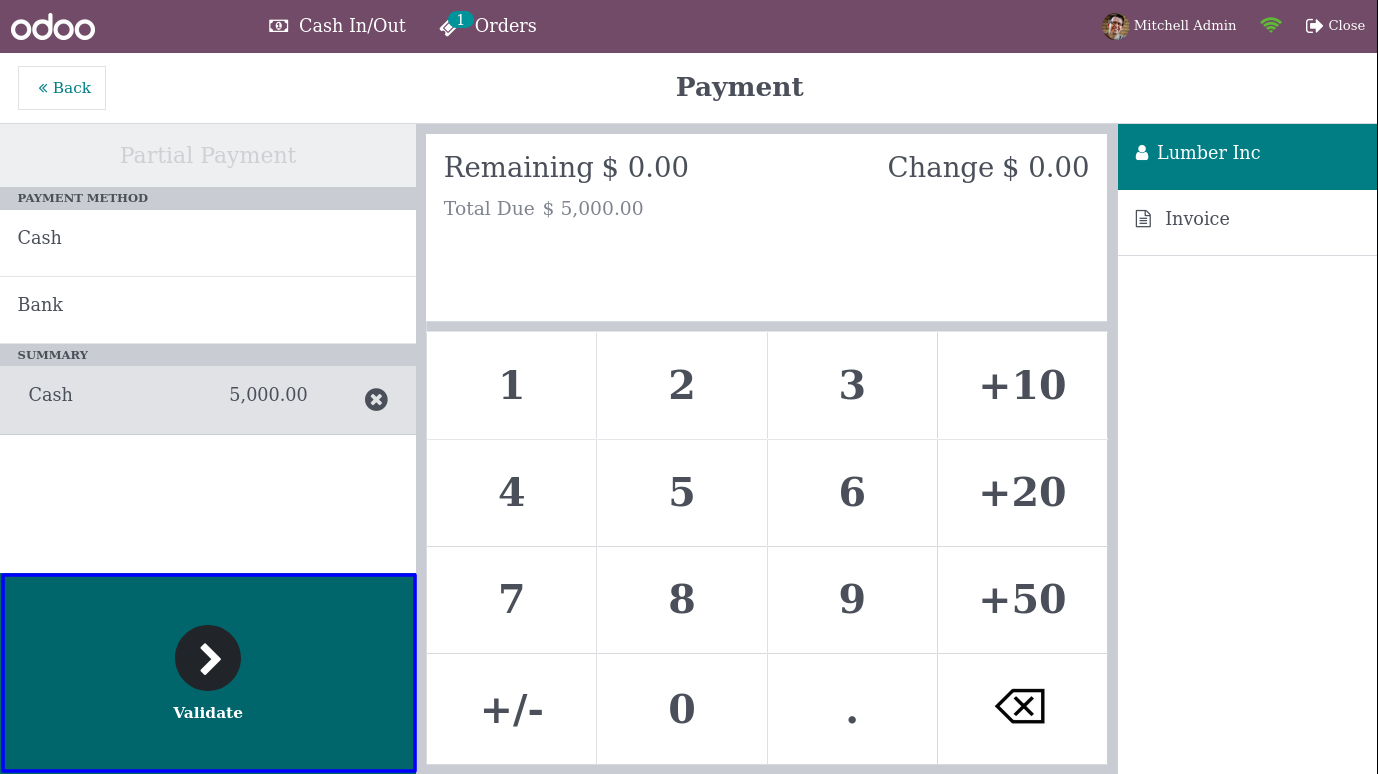 odoo
Cash In/Out
1
Orders
Mitchell Admin
Close
Back
Payment
Partial Payment
PAYMENT METHOD
Cash
Bank
SUMMARY
Cash 5,000.00
Validate
Remaining $ 0.00
Change $ 0.00
Total Due $ 5,000.00
1 2 3 +10
4 5 6 +20
7 8 9 +50
+/- 0 .
Lumber Inc
Invoice